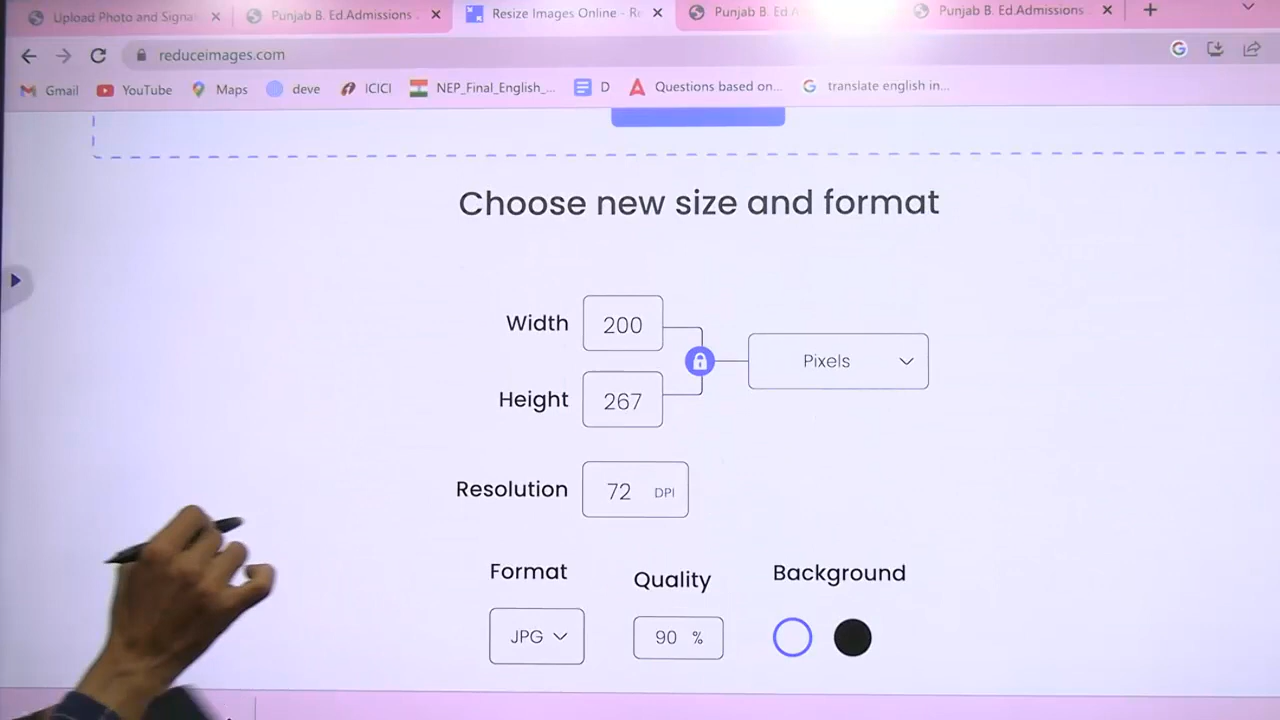 Upload Photo and Signa
Punjab B. Ed.Admissions
Resize Images Online - Re
Punjab B. Ed.A
Punjab B. Ed.Admissions
reduceimages.com
Gmail
YouTube
Maps
deve
ICICI
NEP_Final_English_...
D
Questions based on...
translate english in...
Choose new size and format
Width 200
Pixels
Height 267
Resolution 72 DPI
Format Quality Background
JPG 90 %